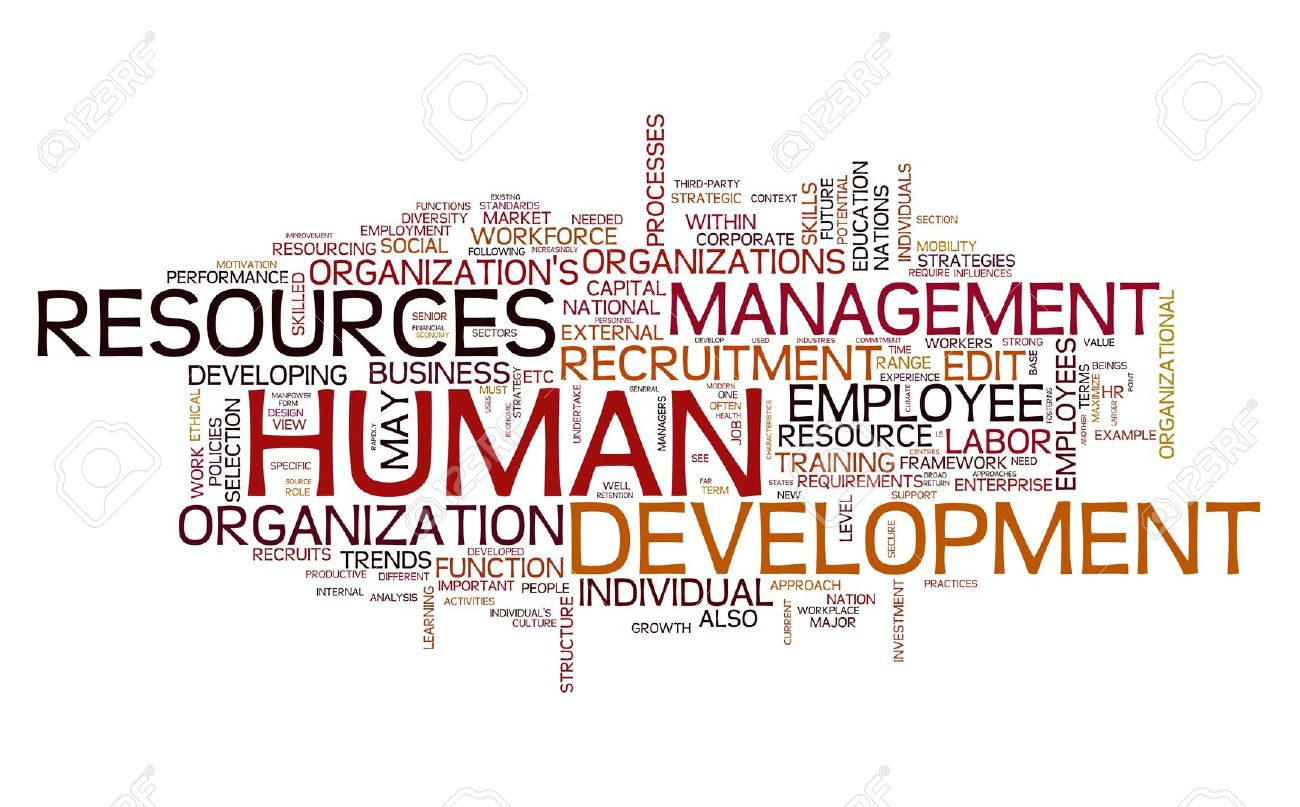 123RF
123RF
123RF
PROCESSES
THIRD-PARTY
STRATEGIC
CONTEXT
SKILLS
FUTURE
POTENTIAL
EDUCATION
NATIONS
INDIVIDUALS
SECTION
EXISTING
FUNCTIONS
STANDARDS
DIVERSITY
MARKET
NEEDED
WITHIN
IMPROVEMENT
EMPLOYMENT
WORKFORCE
CORPORATE
RESOURCING
SOCIAL
FOLLOWING
INCREASINGLY
MOBILITY
MOTIVATION
STRATEGIES
PERFORMANCE
SKILLED
ORGANIZATION'S
ORGANIZATIONS
REQUIRE
INFLUENCES
CAPITAL
RESOURCES
SENIOR
FINANCIAL
ECONOMY
SECTORS
NATIONAL
PERSONNEL
EXTERNAL
MANAGEMENT
ORGANIZATIONAL
DEVELOP
USED
INDUSTRIES
COMMITMENT
WORKERS
STRONG
VALUE
DEVELOPING
BUSINESS
ETC
STRATEGY
RECRUITMENT
TIME
RANGE
EXPERIENCE
EDIT
BASE
EMPLOYEES
TERMS
BEINGS
HR
POINT
MAXIMIZE
LARGER
ANOTHER
EXAMPLE
WORK
ETHICAL
POLICIES
SELECTION
MANPOWER
FORM
DESIGN
VIEW
RAPIDLY
MAY
MUST
USES
ECONOMIC
HUMAN
UNDERTAKE
GENERAL
MANAGERS
MODERN
ONE
OFTEN
HEALTH
JOB
CHARACTERISTICS
EMPLOYEE
CLIMATE
FOSTERING
RESOURCE
LABOR
CENTRES
SPECIFIC
SEE
TRAINING
FRAMEWORK
NEED
SOURCE
ROLE
WELL
RETENTION
FAR
TERM
STATES
NEW
REQUIREMENTS
BROAD
RETURN
APPROACHES
ENTERPRISE
SUPPORT
LEVEL
SECURE
ORGANIZATION
DEVELOPMENT
RECRUITS
TRENDS
DEVELOPED
FUNCTION
PRODUCTIVE
DIFFERENT
IMPORTANT
PEOPLE
INDIVIDUAL
APPROACH
PRACTICES
INTERNAL
ANALYSIS
LEARNING
ACTIVITIES
INDIVIDUAL'S
CULTURE
STRUCTURE
GROWTH
ALSO
CURRENT
NATION
WORKPLACE
MAJOR
INVESTMENT